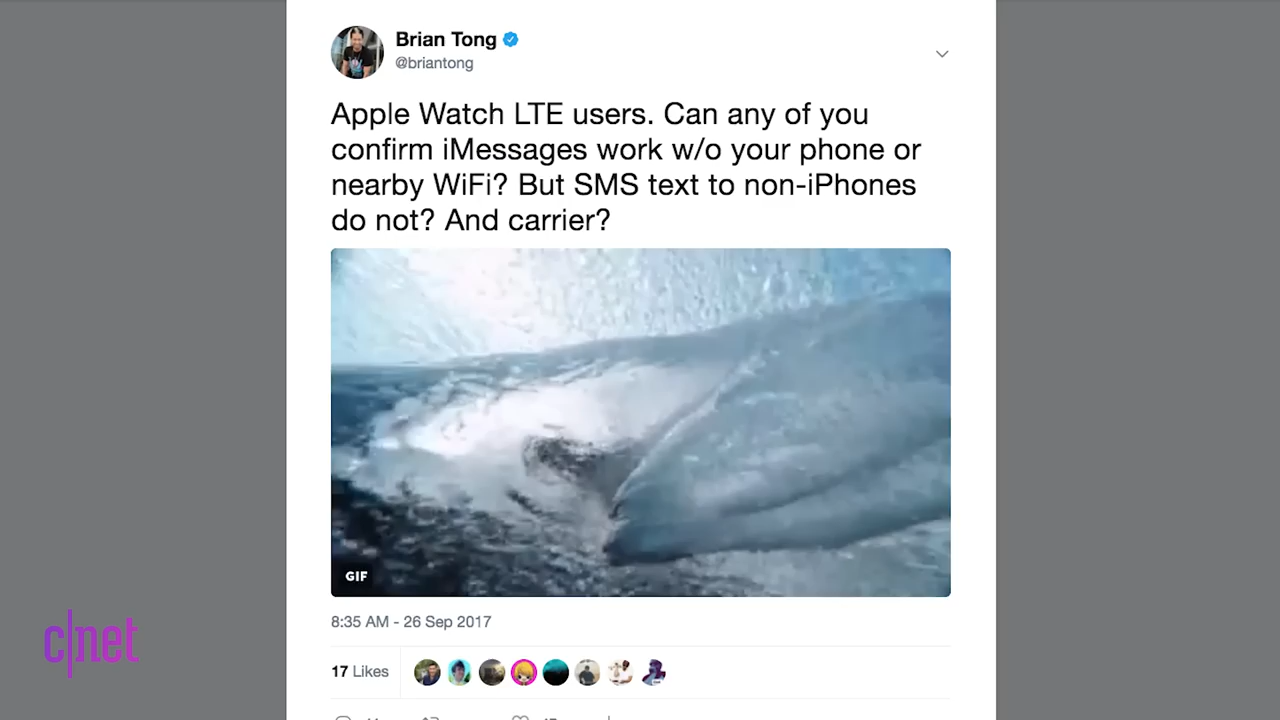 Brian Tong
@briantong
Apple Watch LTE users. Can any of you
confirm iMessages work w/o your phone or
nearby WiFi? But SMS text to non-iPhones
do not? And carrier?
GIF
8:35 AM - 26 Sep 2017
17 Likes
c|net